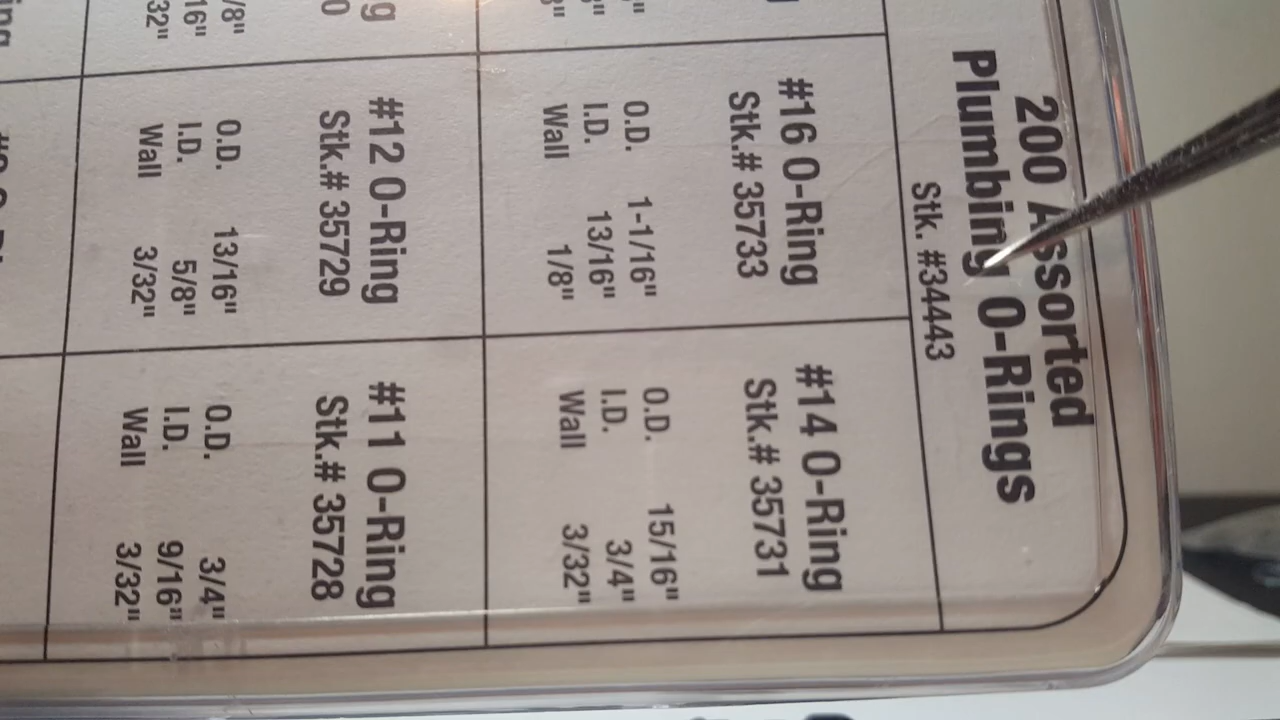 200 Assorted
Plumbing O-Rings
Stk. #34443
#16 O-Ring
Stk.# 35733
O.D. 1-1/16"
I.D. 13/16"
Wall 1/8"
#14 O-Ring
Stk.# 35731
O.D. 15/16"
I.D. 3/4"
Wall 3/32"
#12 O-Ring
Stk.# 35729
O.D. 13/16"
I.D. 5/8"
Wall 3/32"
#11 O-Ring
Stk.# 35728
O.D. 3/4"
I.D. 9/16"
Wall 3/32"